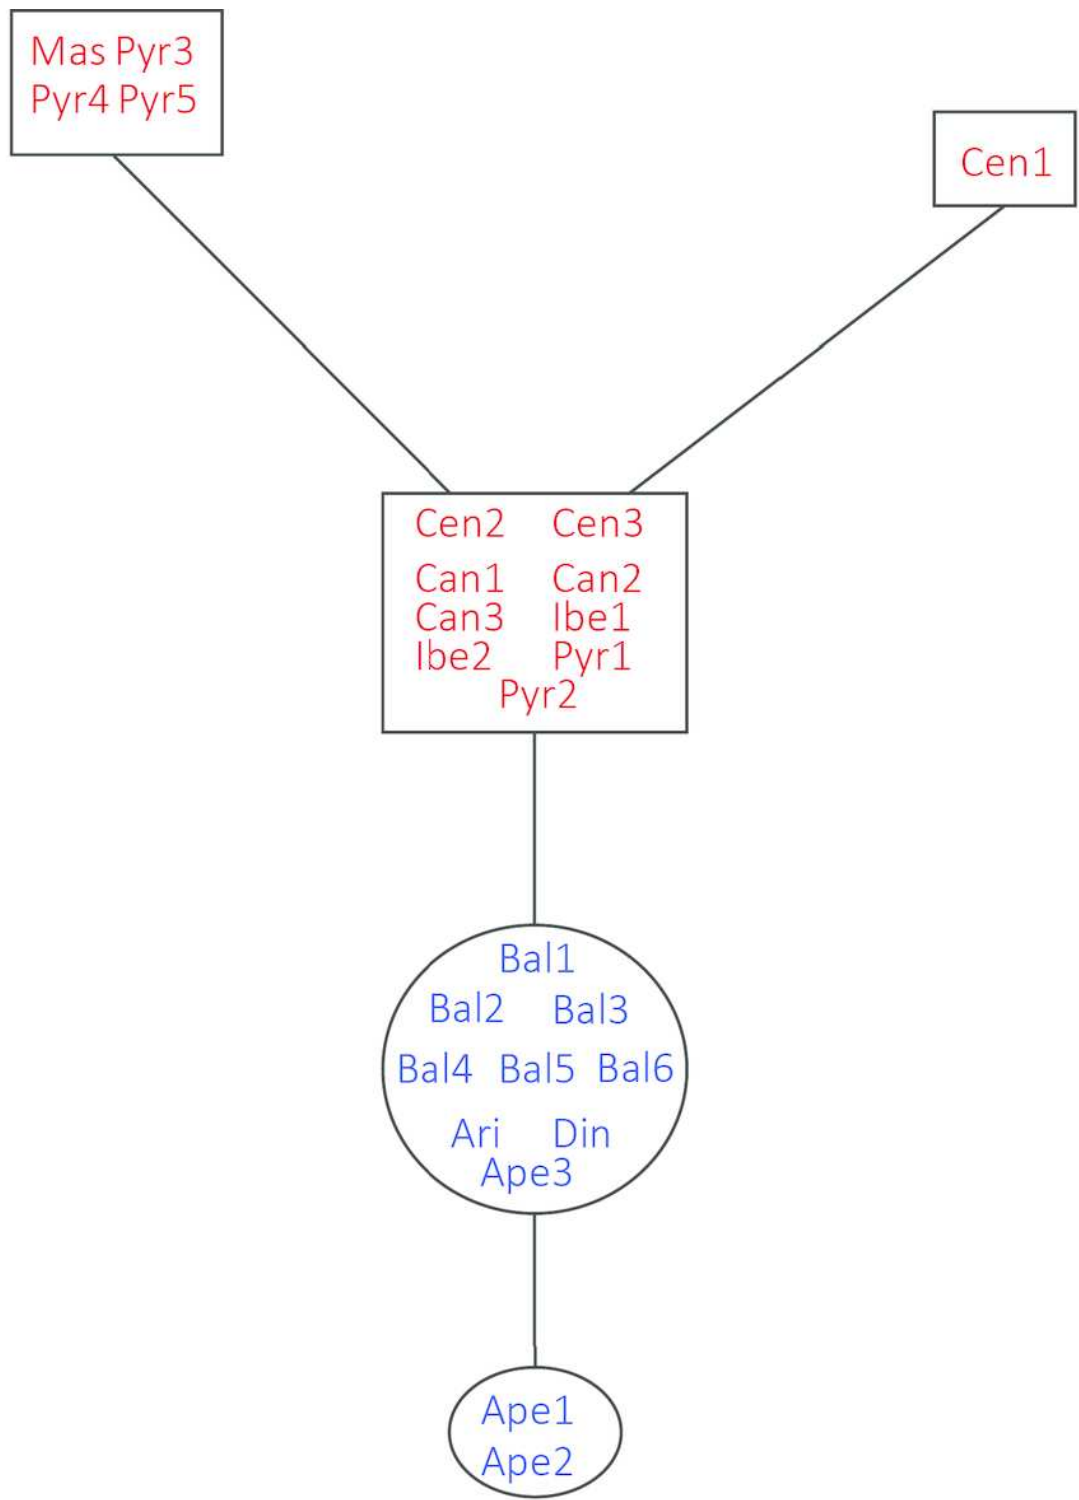 Mas Pyr3
Pyr4 Pyr5
Cen1
Cen2 Cen3
Can1 Can2
Can3 Ibe1
Ibe2 Pyr1
Pyr2
Bal1
Bal2 Bal3
Bal4 Bal5 Bal6
Ari Din
Ape3
Ape1
Ape2